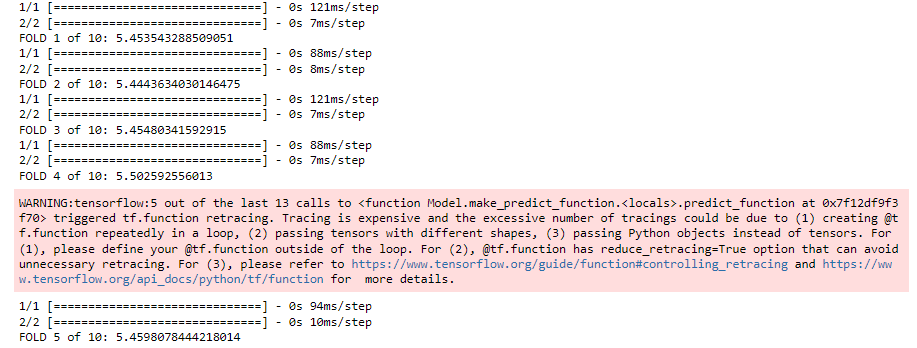 1/1 [==============================] - 0s 121ms/step
2/2 [==============================] - 0s 7ms/step
FOLD 1 of 10: 5.453543288509051
1/1 [==============================] - 0s 88ms/step
2/2 [==============================] - 0s 8ms/step
FOLD 2 of 10: 5.4443634030146475
1/1 [==============================] - 0s 121ms/step
2/2 [==============================] - 0s 7ms/step
FOLD 3 of 10: 5.45480341592915
1/1 [==============================] - 0s 88ms/step
2/2 [==============================] - 0s 7ms/step
FOLD 4 of 10: 5.502592556013
WARNING:tensorflow:5 out of the last 13 calls to <function Model.make_predict_function.<locals>.predict_function at 0x7f12df9f3
f70> triggered tf.function retracing. Tracing is expensive and the excessive number of tracings could be due to (1) creating @t
f.function repeatedly in a loop, (2) passing tensors with different shapes, (3) passing Python objects instead of tensors. For
(1), please define your @tf.function outside of the loop. For (2), @tf.function has reduce_retracing=True option that can avoid
unnecessary retracing. For (3), please refer to https://www.tensorflow.org/guide/function#controlling_retracing and https://ww
w.tensorflow.org/api_docs/python/tf/function for  more details.
1/1 [==============================] - 0s 94ms/step
2/2 [==============================] - 0s 10ms/step
FOLD 5 of 10: 5.4598078444218014